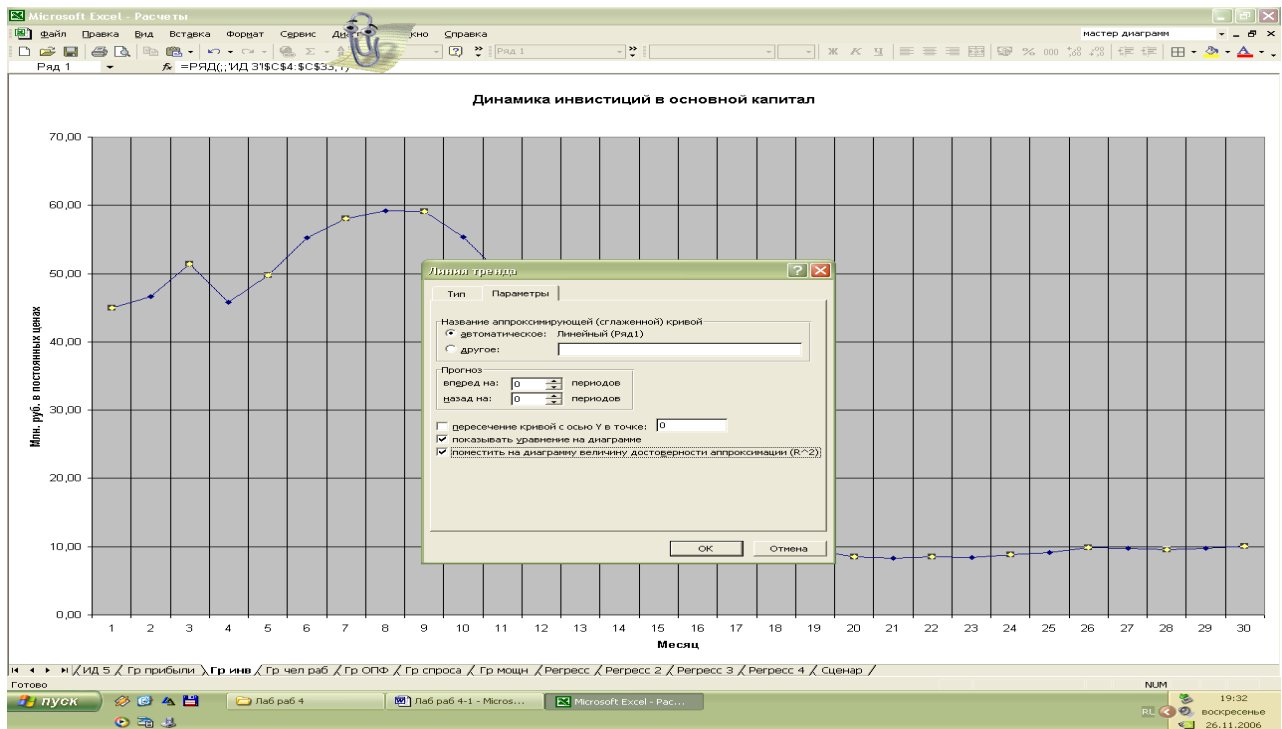 Microsoft Excel - Расчеты
Файл Правка Вид Вставка Формат Сервис Окно Справка
мастер диаграмм
Ряд 1
Ж К Ч % 000
Ряд 1 fx =РЯД(;;'ИД 3'!$C$4:$C$33;1)
Динамика инвистиций в основной капитал
70,00
60,00
50,00
40,00
30,00
20,00
10,00
0,00
Млн. руб. в постоянных ценах
1 2 3 4 5 6 7 8 9 10 11 12 13 14 15 16 17 18 19 20 21 22 23 24 25 26 27 28 29 30
Месяц
Линия тренда
Тип Параметры
Название аппроксимирующей (сглаженной) кривой
автоматическое: Линейный (Ряд1)
другое:
Прогноз
вперед на: 0 периодов
назад на: 0 периодов
пересечение кривой с осью Y в точке: 0
показывать уравнение на диаграмме
поместить на диаграмму величину достоверности аппроксимации (R^2)
ОК Отмена
ИД 5 Гр прибыли Гр инв Гр чел раб Гр ОПФ Гр спроса Гр мощн Регресс Регресс 2 Регресс 3 Регресс 4 Сценар
Готово NUM
пуск Лаб раб 4 Лаб раб 4-1 - Micros... Microsoft Excel - Рас...
RL
19:32
воскресенье
26.11.2006